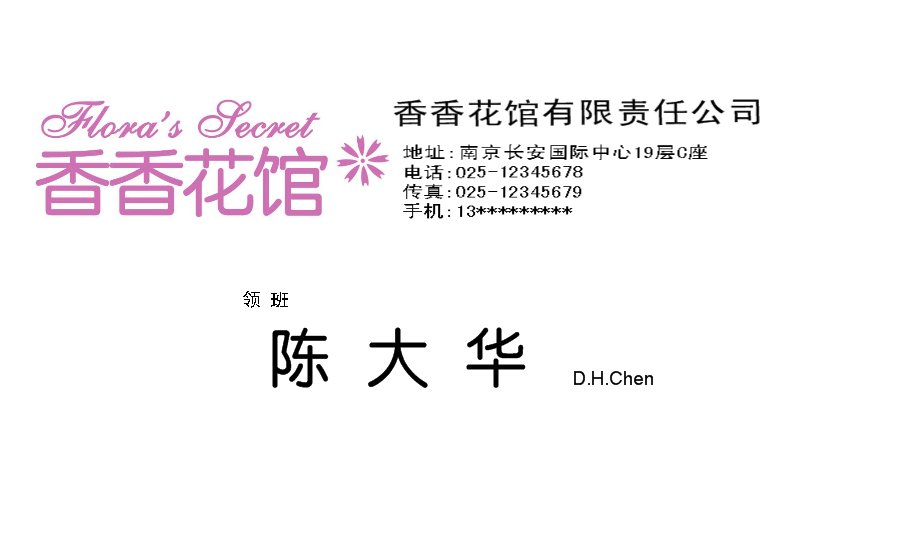 Flora's Secret
香香花馆
香香花馆有限责任公司
地址:南京长安国际中心19层C座
电话:025-12345678
传真:025-12345679
手机:13*********
领 班
陈 大 华 D.H.Chen